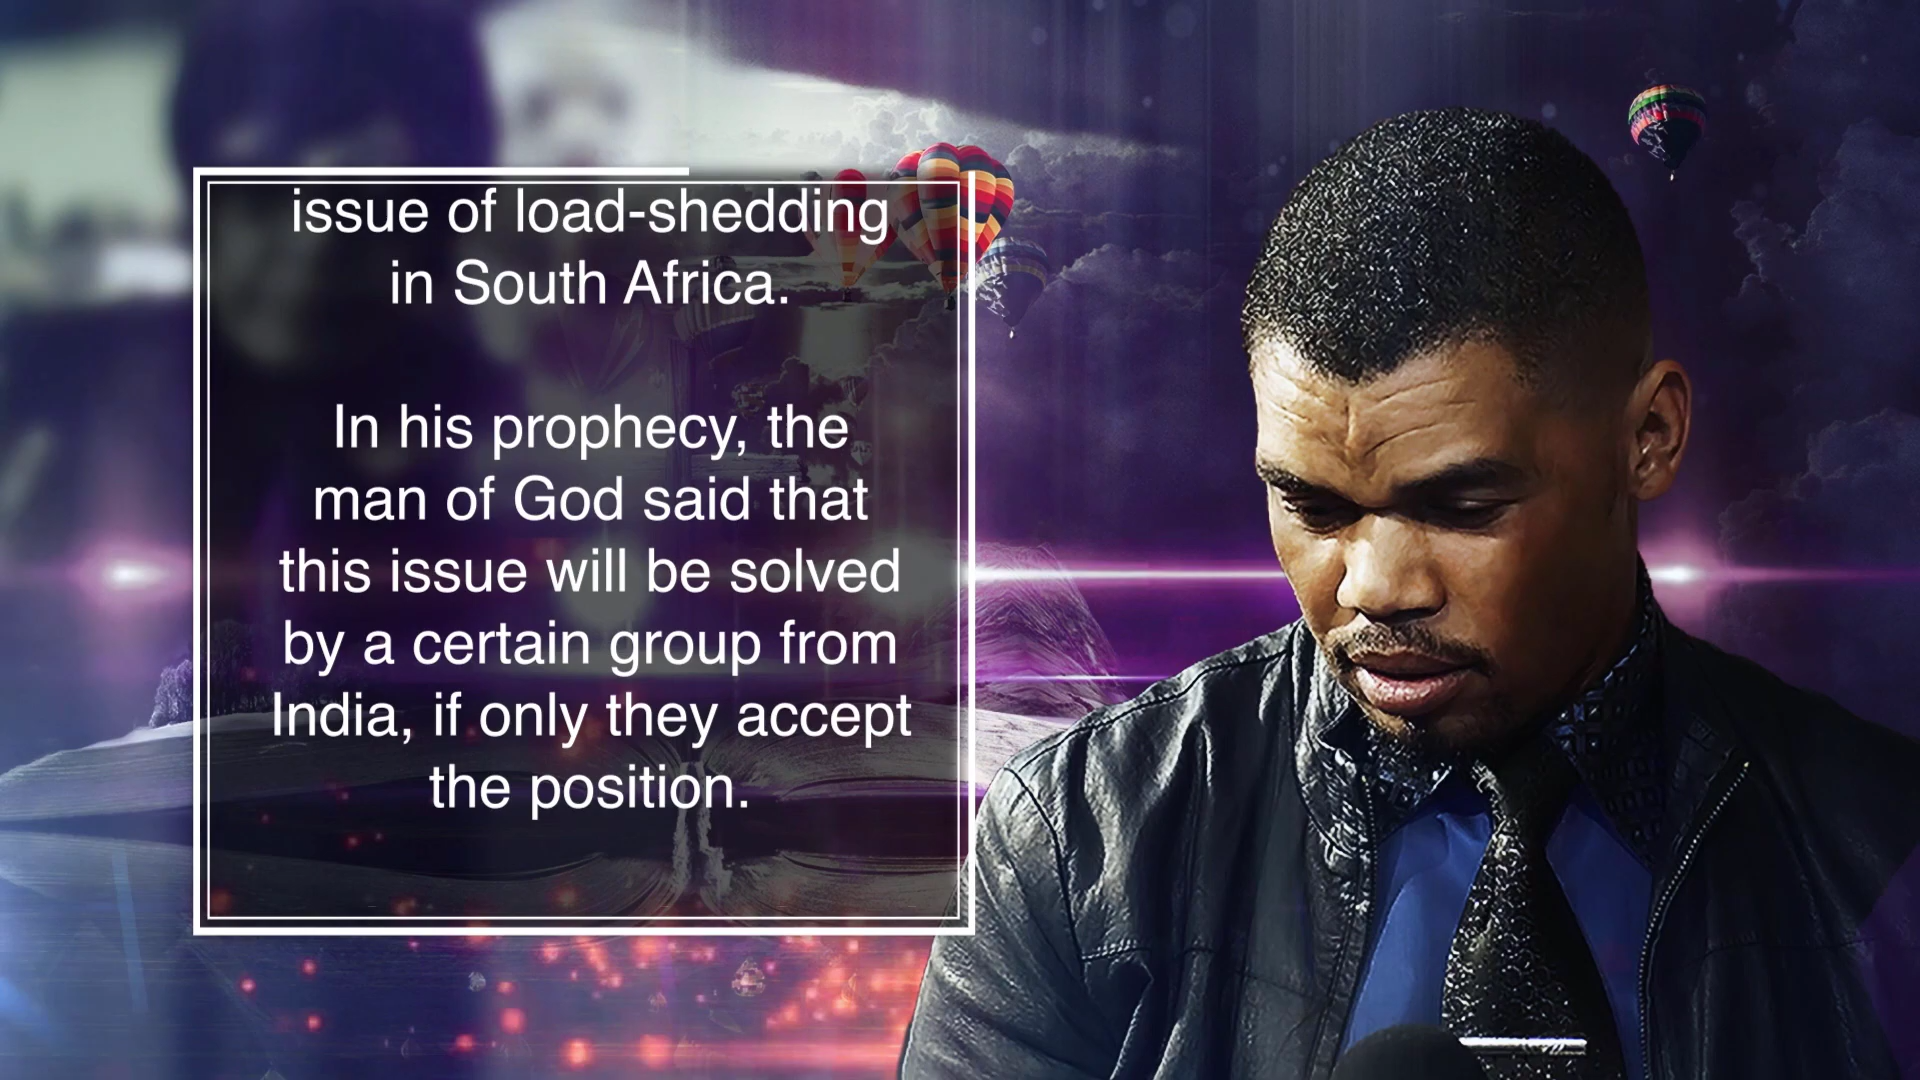 issue of load-shedding
in South Africa.
In his prophecy, the
man of God said that
this issue will be solved
by a certain group from
India, if only they accept
the position.